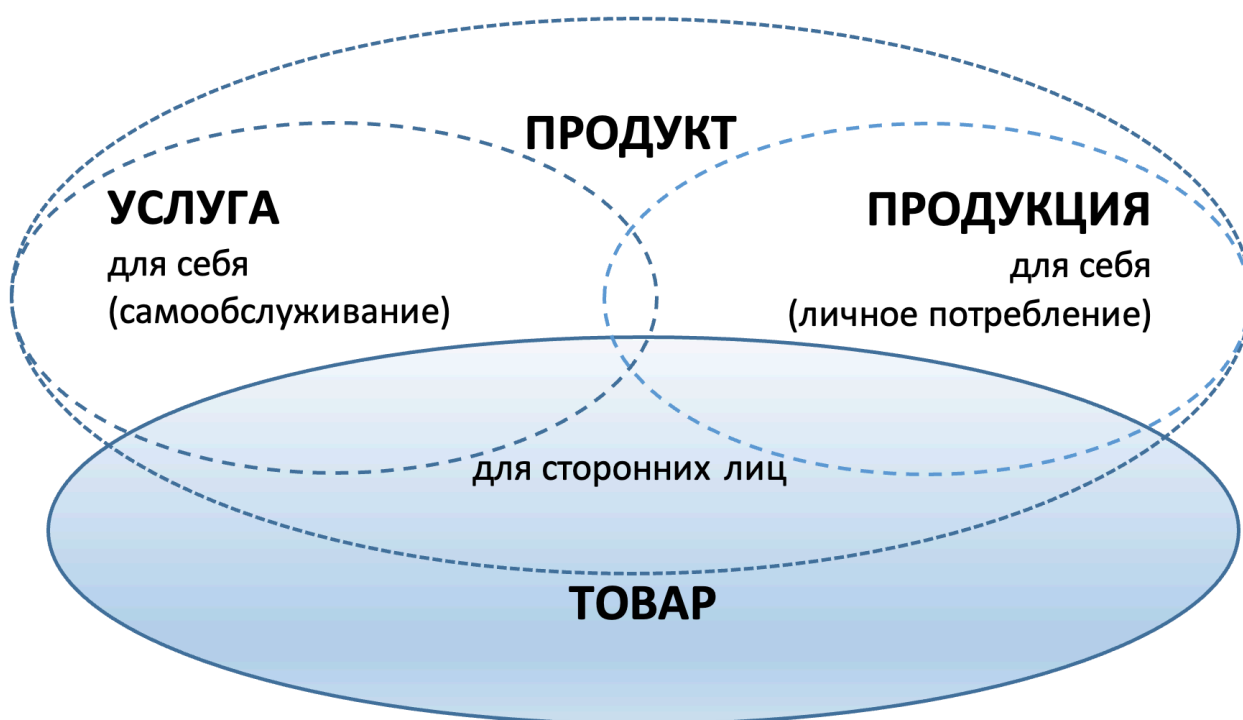 ПРОДУКТ
УСЛУГА
для себя
(самообслуживание)
ПРОДУКЦИЯ
для себя
(личное потребление)
для сторонних лиц
ТОВАР